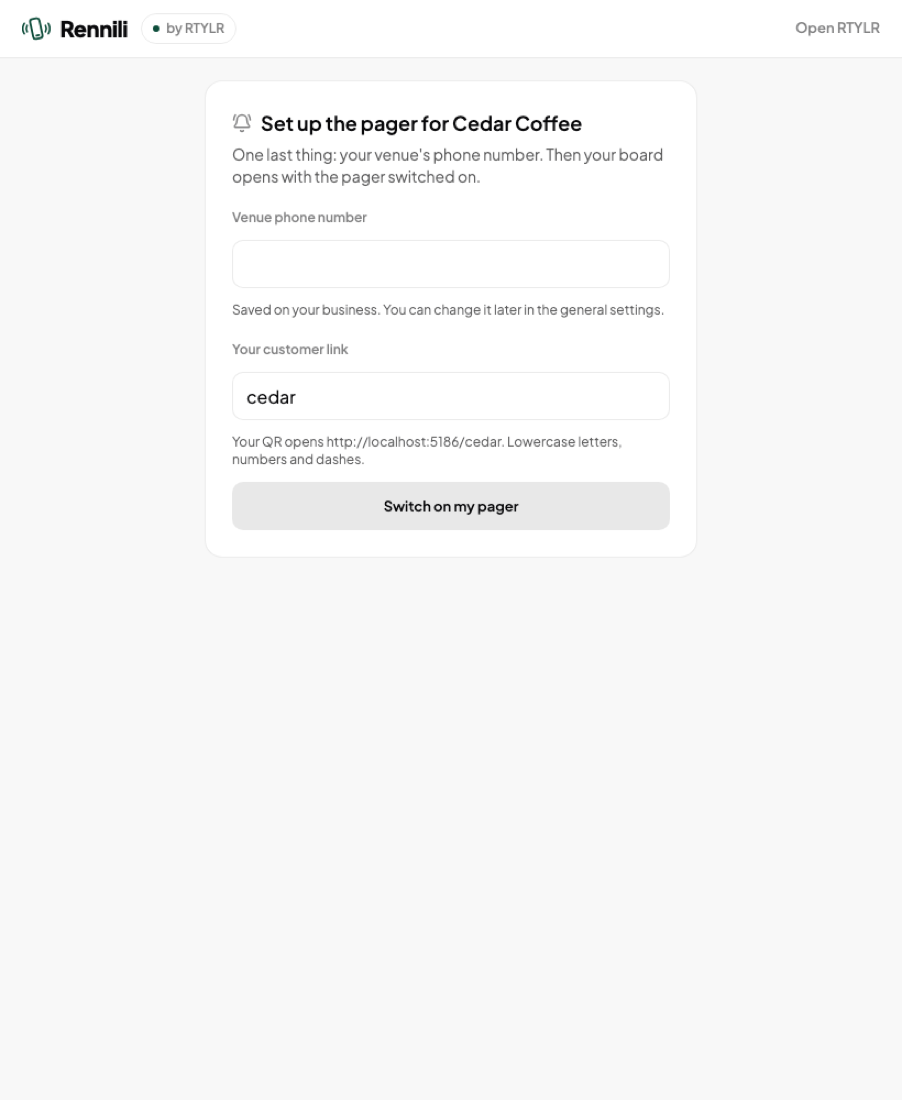 Rennili
by RTYLR
Open RTYLR
Set up the pager for Cedar Coffee
One last thing: your venue's phone number. Then your board
opens with the pager switched on.
Venue phone number
Saved on your business. You can change it later in the general settings.
Your customer link
cedar
Your QR opens http://localhost:5186/cedar. Lowercase letters,
numbers and dashes.
Switch on my pager